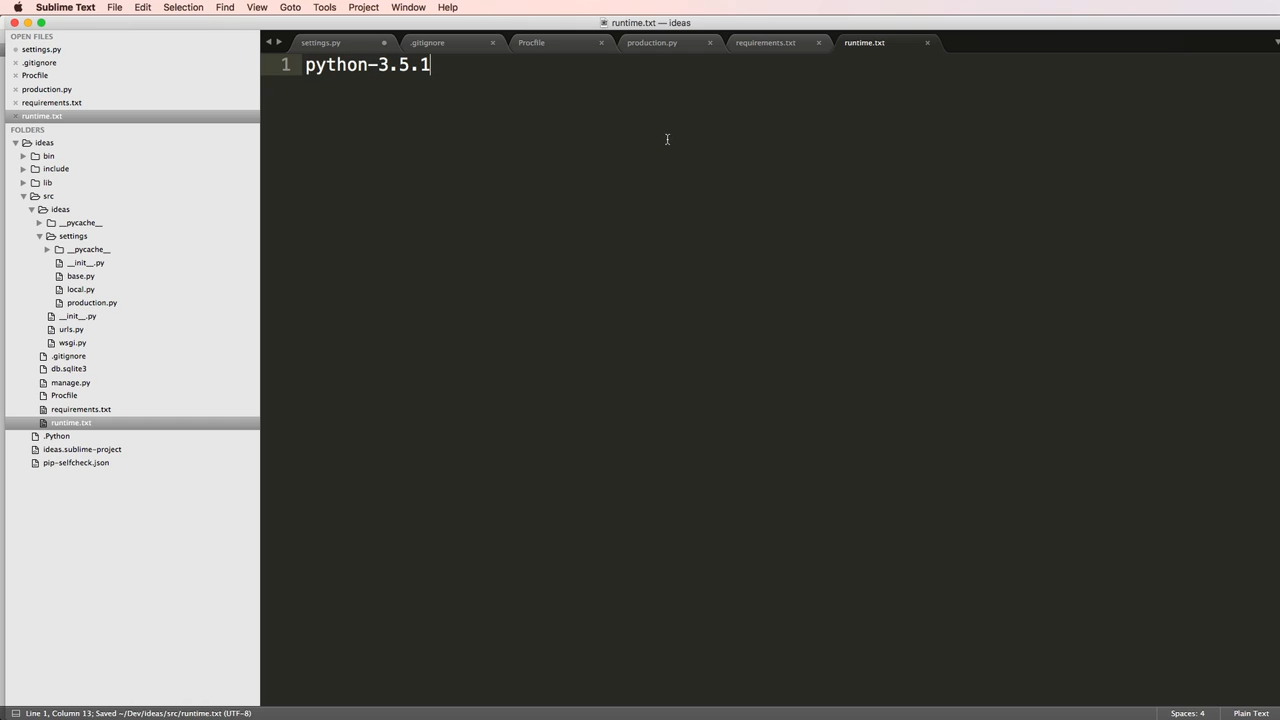 Sublime Text File Edit Selection Find View Goto Tools Project Window Help
runtime.txt — ideas
OPEN FILES
settings.py
.gitignore
Procfile
production.py
requirements.txt
runtime.txt
FOLDERS
ideas
bin
include
lib
src
ideas
__pycache__
settings
__pycache__
__init__.py
base.py
local.py
production.py
__init__.py
urls.py
wsgi.py
.gitignore
db.sqlite3
manage.py
Procfile
requirements.txt
runtime.txt
.Python
ideas.sublime-project
pip-selfcheck.json
settings.py .gitignore Procfile production.py requirements.txt runtime.txt
1 python-3.5.1
Line 1, Column 13; Saved ~/Dev/ideas/src/runtime.txt (UTF-8) Spaces: 4 Plain Text